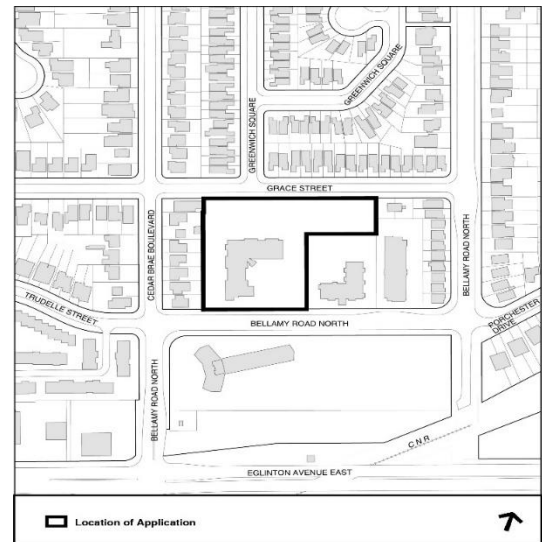 GREENWICH SQUARE
GREENWICH SQUARE
GRACE STREET
CEDAR BRAE BOULEVARD
BELLAMY ROAD NORTH
TRUDELLE STREET
PORCHESTER
DRIVE
BELLAMY ROAD NORTH
BELLAMY ROAD NORTH
C.N.R.
EGLINTON AVENUE EAST
Location of Application